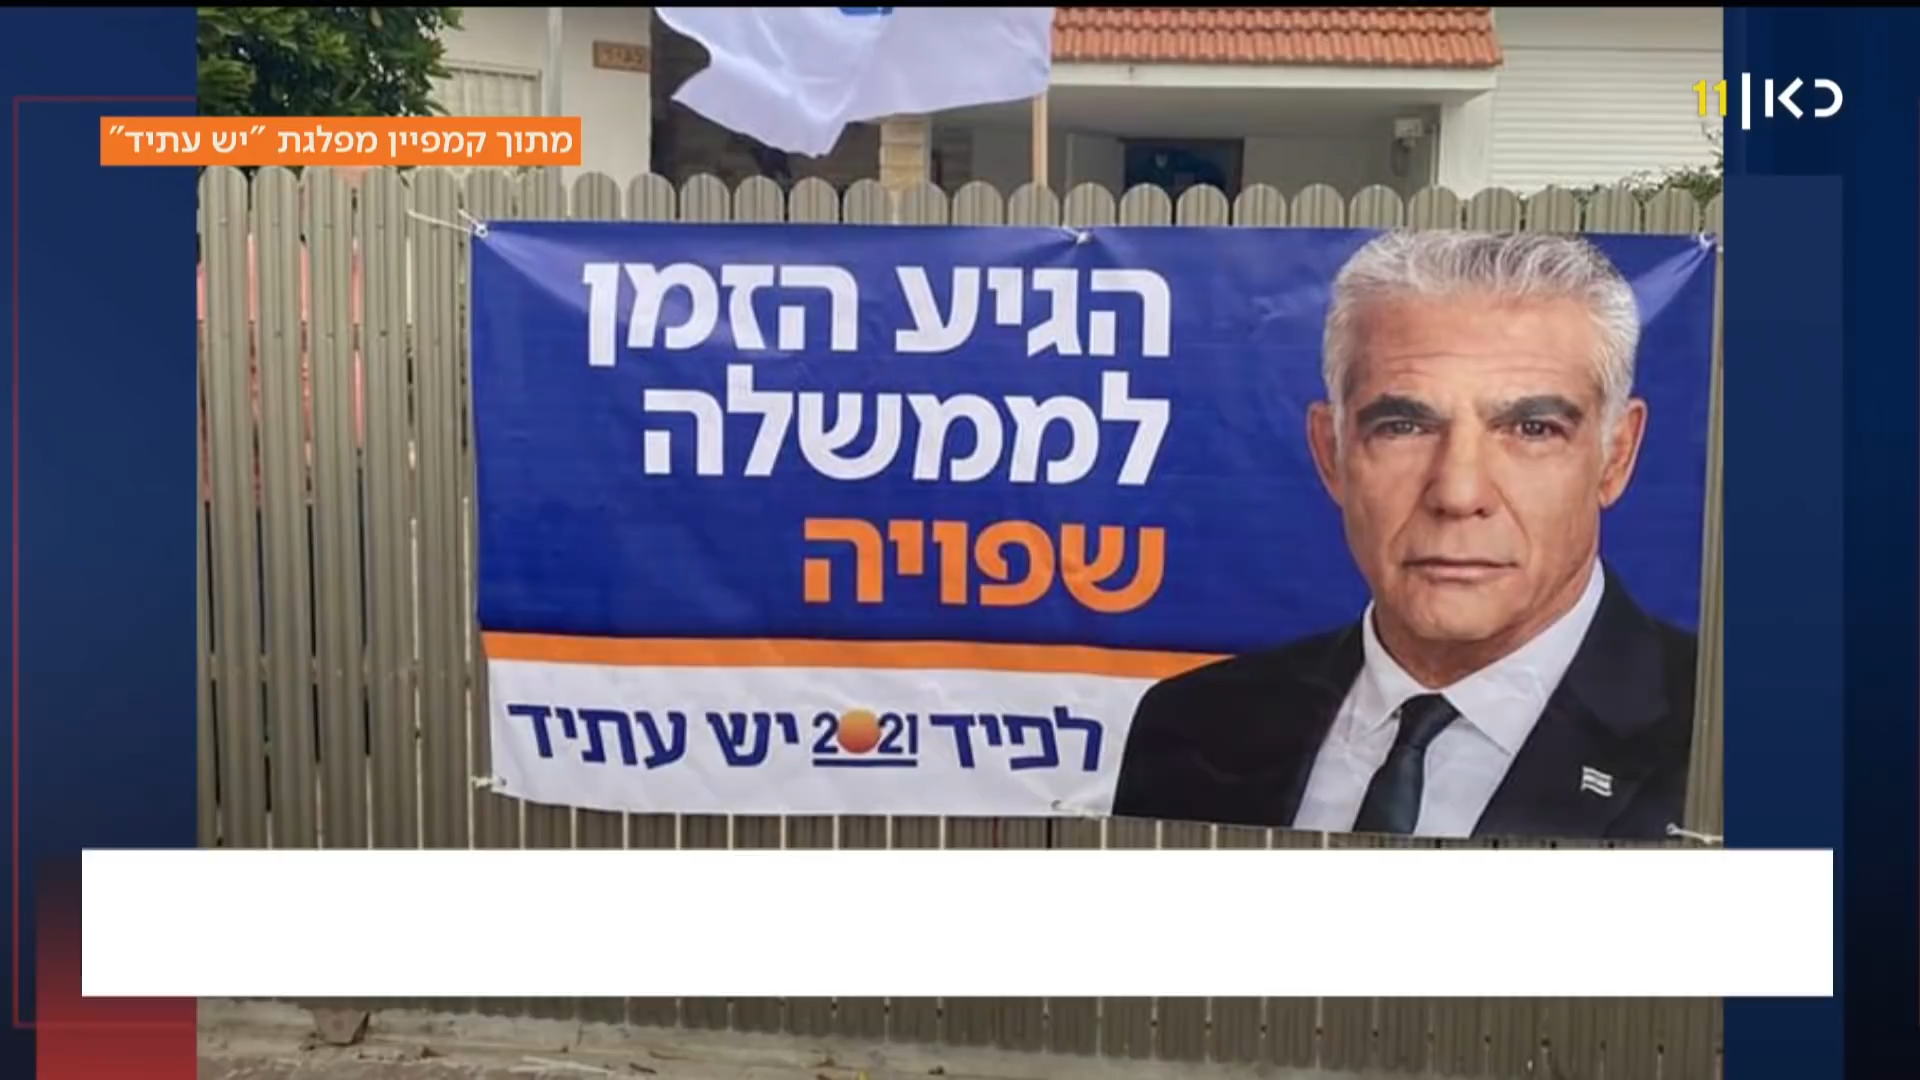 כאן 11
מתוך קמפיין מפלגת "יש עתיד"
הגיע הזמן
לממשלה
שפויה
לפיד 2021 יש עתיד